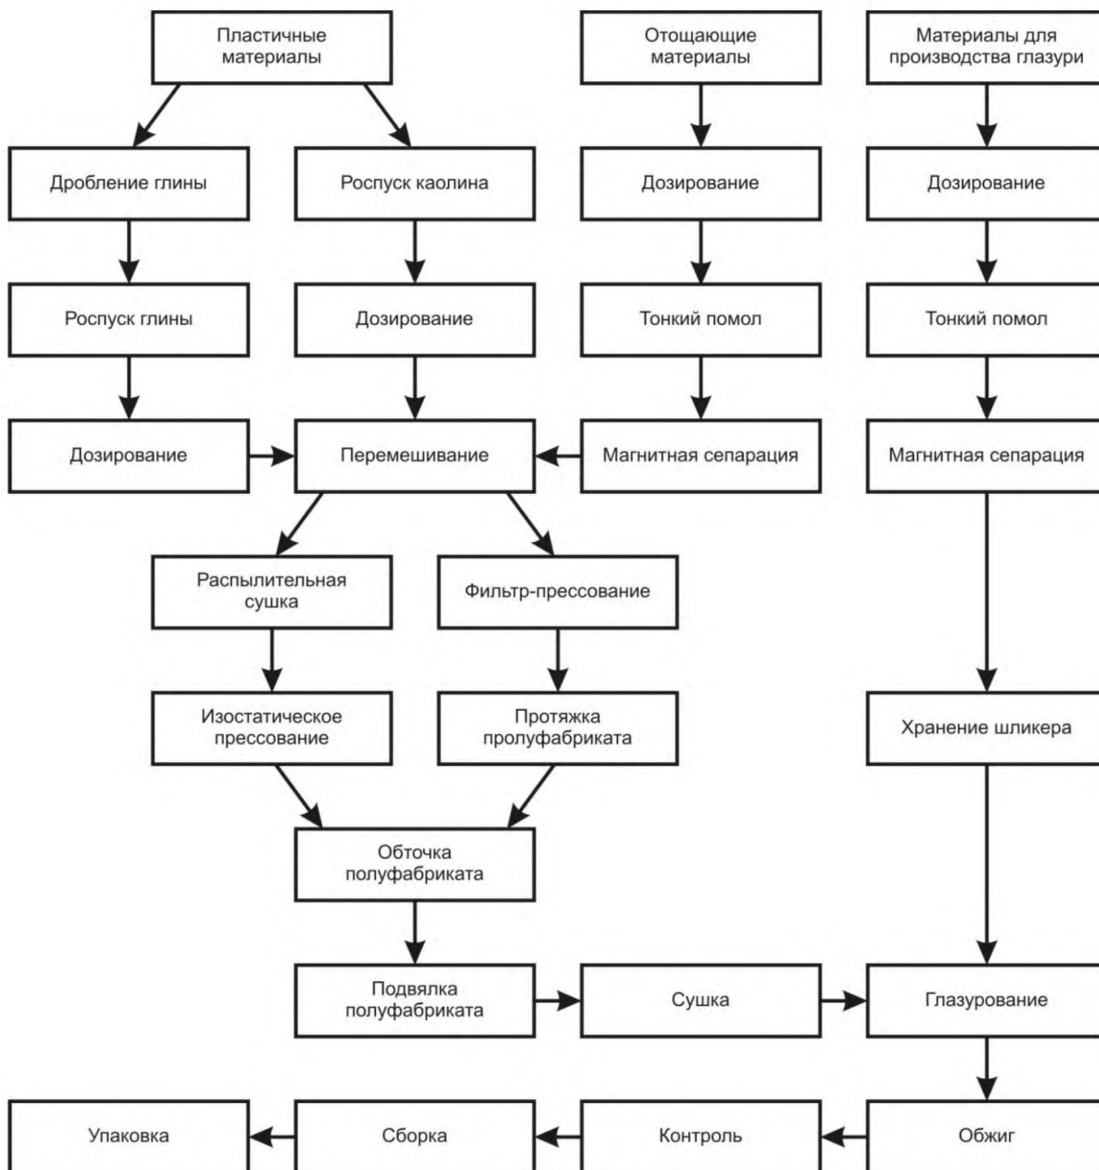 Пластичные
материалы
Отощающие
материалы
Материалы для
производства глазури
Дробление глины
Роспуск каолина
Дозирование
Дозирование
Роспуск глины
Дозирование
Тонкий помол
Тонкий помол
Дозирование
Перемешивание
Магнитная сепарация
Магнитная сепарация
Распылительная
сушка
Фильтр-прессование
Изостатическое
прессование
Протяжка
пролуфабриката
Хранение шликера
Обточка
полуфабриката
Подвялка
полуфабриката
Сушка
Глазурование
Упаковка
Сборка
Контроль
Обжиг